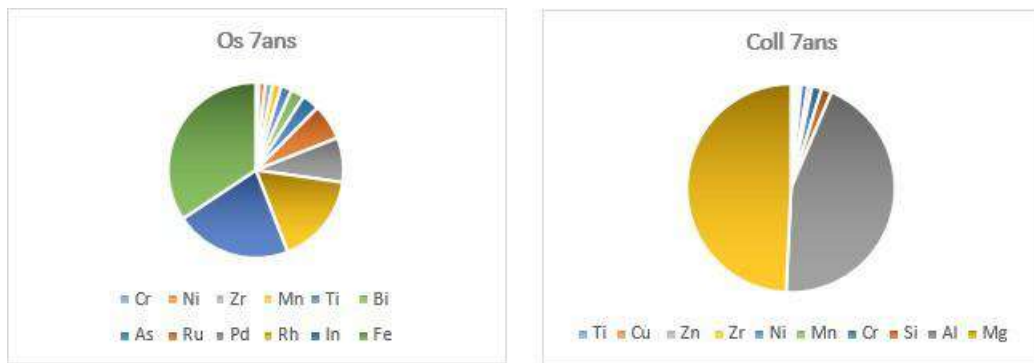 Os 7ans
Cr Ni Zr Mn Ti Bi
As Ru Pd Rh In Fe
Coll 7ans
Ti Cu Zn Zr Ni Mn Cr Si Al Mg